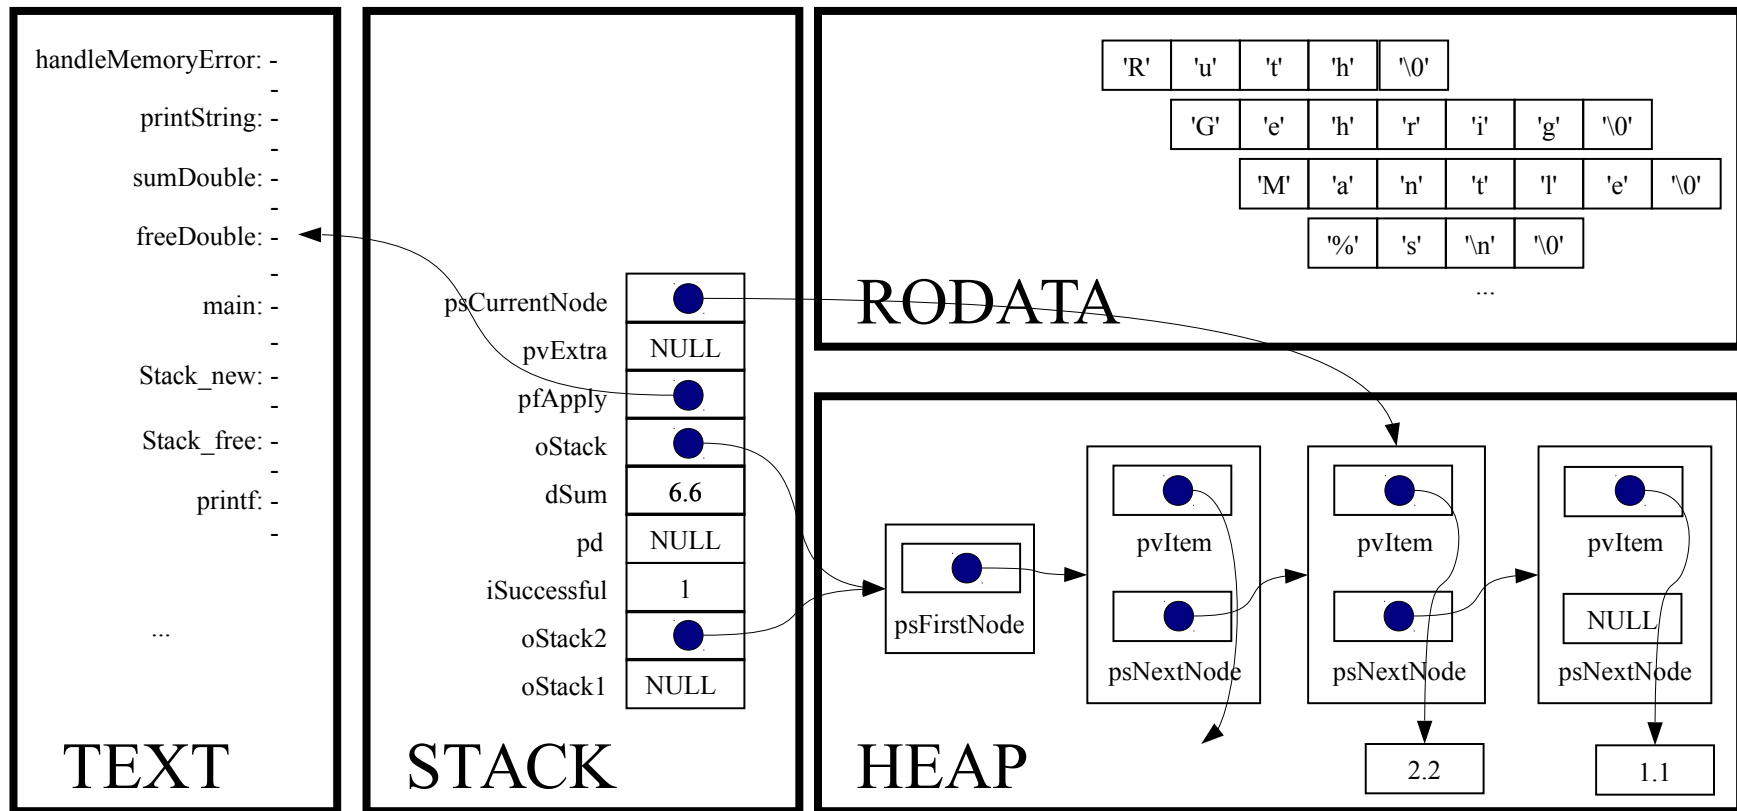 handleMemoryError: -
-
printString: -
-
sumDouble: -
-
freeDouble: -
-
main: -
-
Stack_new: -
-
Stack_free: -
-
printf: -
-
...
TEXT
psCurrentNode
pvExtra NULL
pfApply
oStack
dSum 6.6
pd NULL
iSuccessful 1
oStack2
oStack1 NULL
STACK
'R' 'u' 't' 'h' '\0'
'G' 'e' 'h' 'r' 'i' 'g' '\0'
'M' 'a' 'n' 't' 'l' 'e' '\0'
'%' 's' '\n' '\0'
...
RODATA
psFirstNode
pvItem
psNextNode
pvItem
psNextNode
2.2
pvItem
NULL
psNextNode
1.1
HEAP